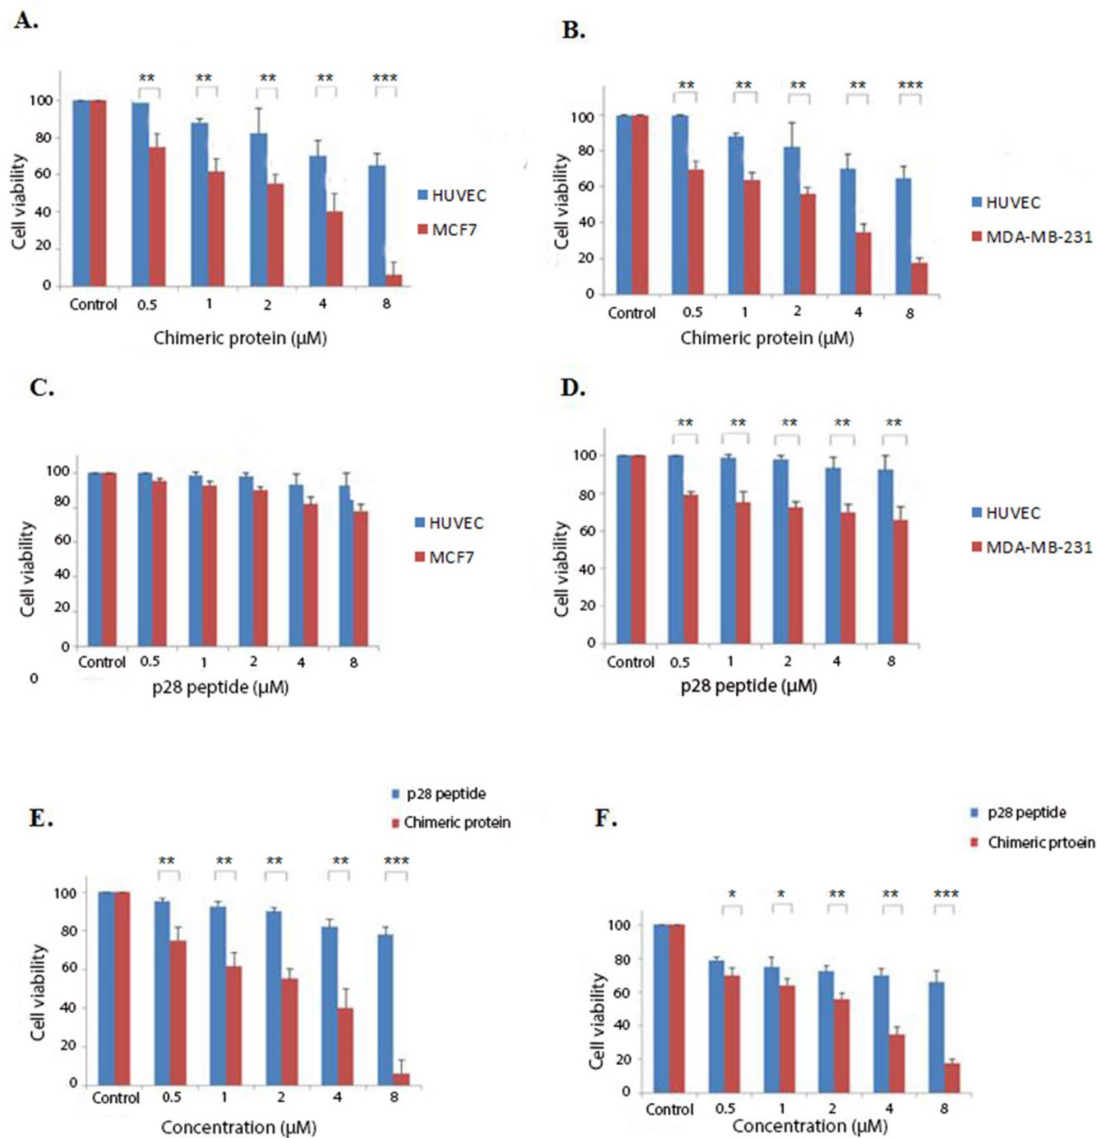 A.
** ** ** ** ***
100
80
60
40
20
0
Cell viability
HUVEC
MCF7
Control 0.5 1 2 4 8
Chimeric protein (μM)
B.
** ** ** ** ***
100
80
60
40
20
0
Cell viability
HUVEC
MDA-MB-231
Control 0.5 1 2 4 8
Chimeric protein (μM)
C.
100
80
60
40
20
0
Cell viability
HUVEC
MCF7
Control 0.5 1 2 4 8
0
p28 peptide (μM)
D.
** ** ** ** **
100
80
60
40
20
0
Cell viability
HUVEC
MDA-MB-231
Control 0.5 1 2 4 8
p28 peptide (μM)
E.
p28 peptide
Chimeric protein
** ** ** ** ***
100
80
60
40
20
0
Cell viability
Control 0.5 1 2 4 8
Concentration (μM)
F.
p28 peptide
Chimeric prtoein
* * ** ** ***
100
80
60
40
20
0
Cell viability
Control 0.5 1 2 4 8
Concentration (μM)